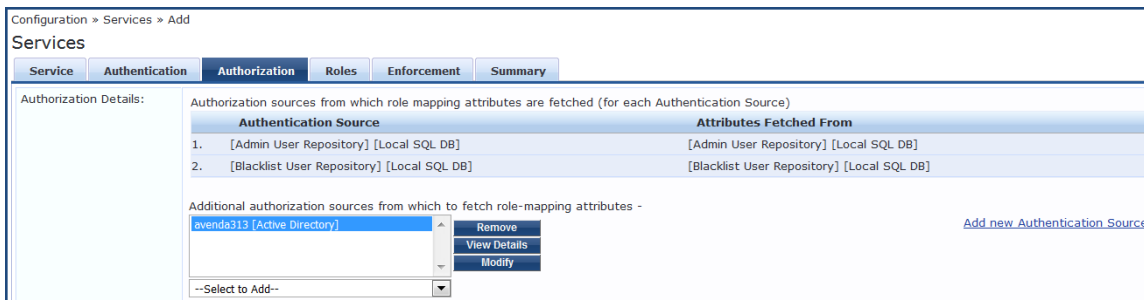 Configuration » Services » Add
Services
Service Authentication Authorization Roles Enforcement Summary
Authorization Details:
Authorization sources from which role mapping attributes are fetched (for each Authentication Source)
Authentication Source Attributes Fetched From
1. [Admin User Repository] [Local SQL DB] [Admin User Repository] [Local SQL DB]
2. [Blacklist User Repository] [Local SQL DB] [Blacklist User Repository] [Local SQL DB]
Additional authorization sources from which to fetch role-mapping attributes -
avenda313 [Active Directory]
Remove
View Details
Modify
Add new Authentication Source
--Select to Add--